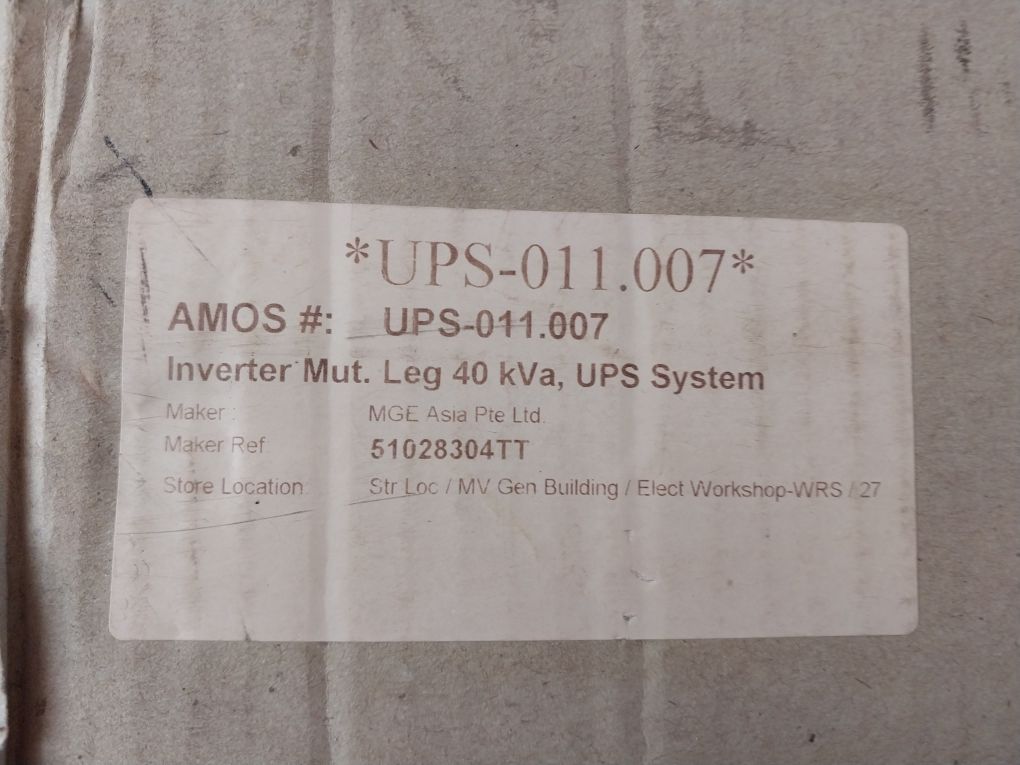 *UPS-011.007*
AMOS #: UPS-011.007
Inverter Mut. Leg 40 kVa, UPS System
Maker : MGE Asia Pte Ltd.
Maker Ref 51028304TT
Store Location Str Loc / MV Gen Building / Elect Workshop-WRS / 27